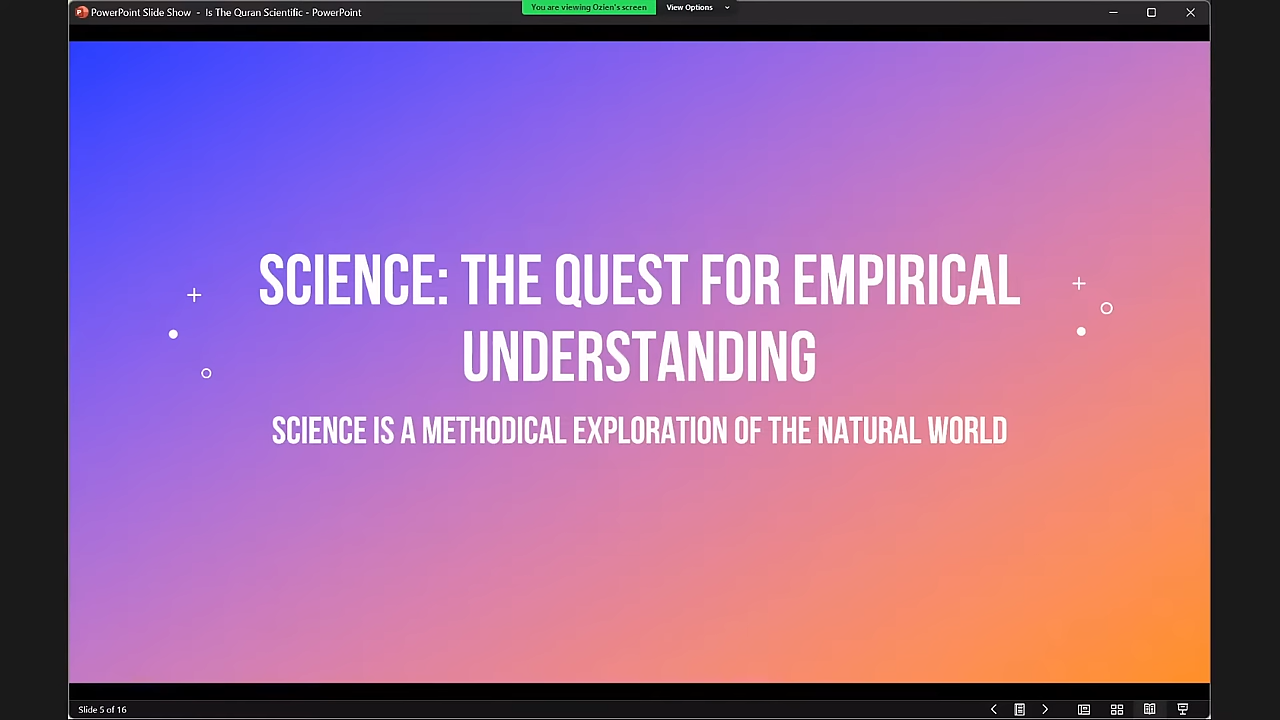 PowerPoint Slide Show - Is The Quran Scientific - PowerPoint
You are viewing Ozien's screen
View Options
SCIENCE: THE QUEST FOR EMPIRICAL
UNDERSTANDING
SCIENCE IS A METHODICAL EXPLORATION OF THE NATURAL WORLD
Slide 5 of 16